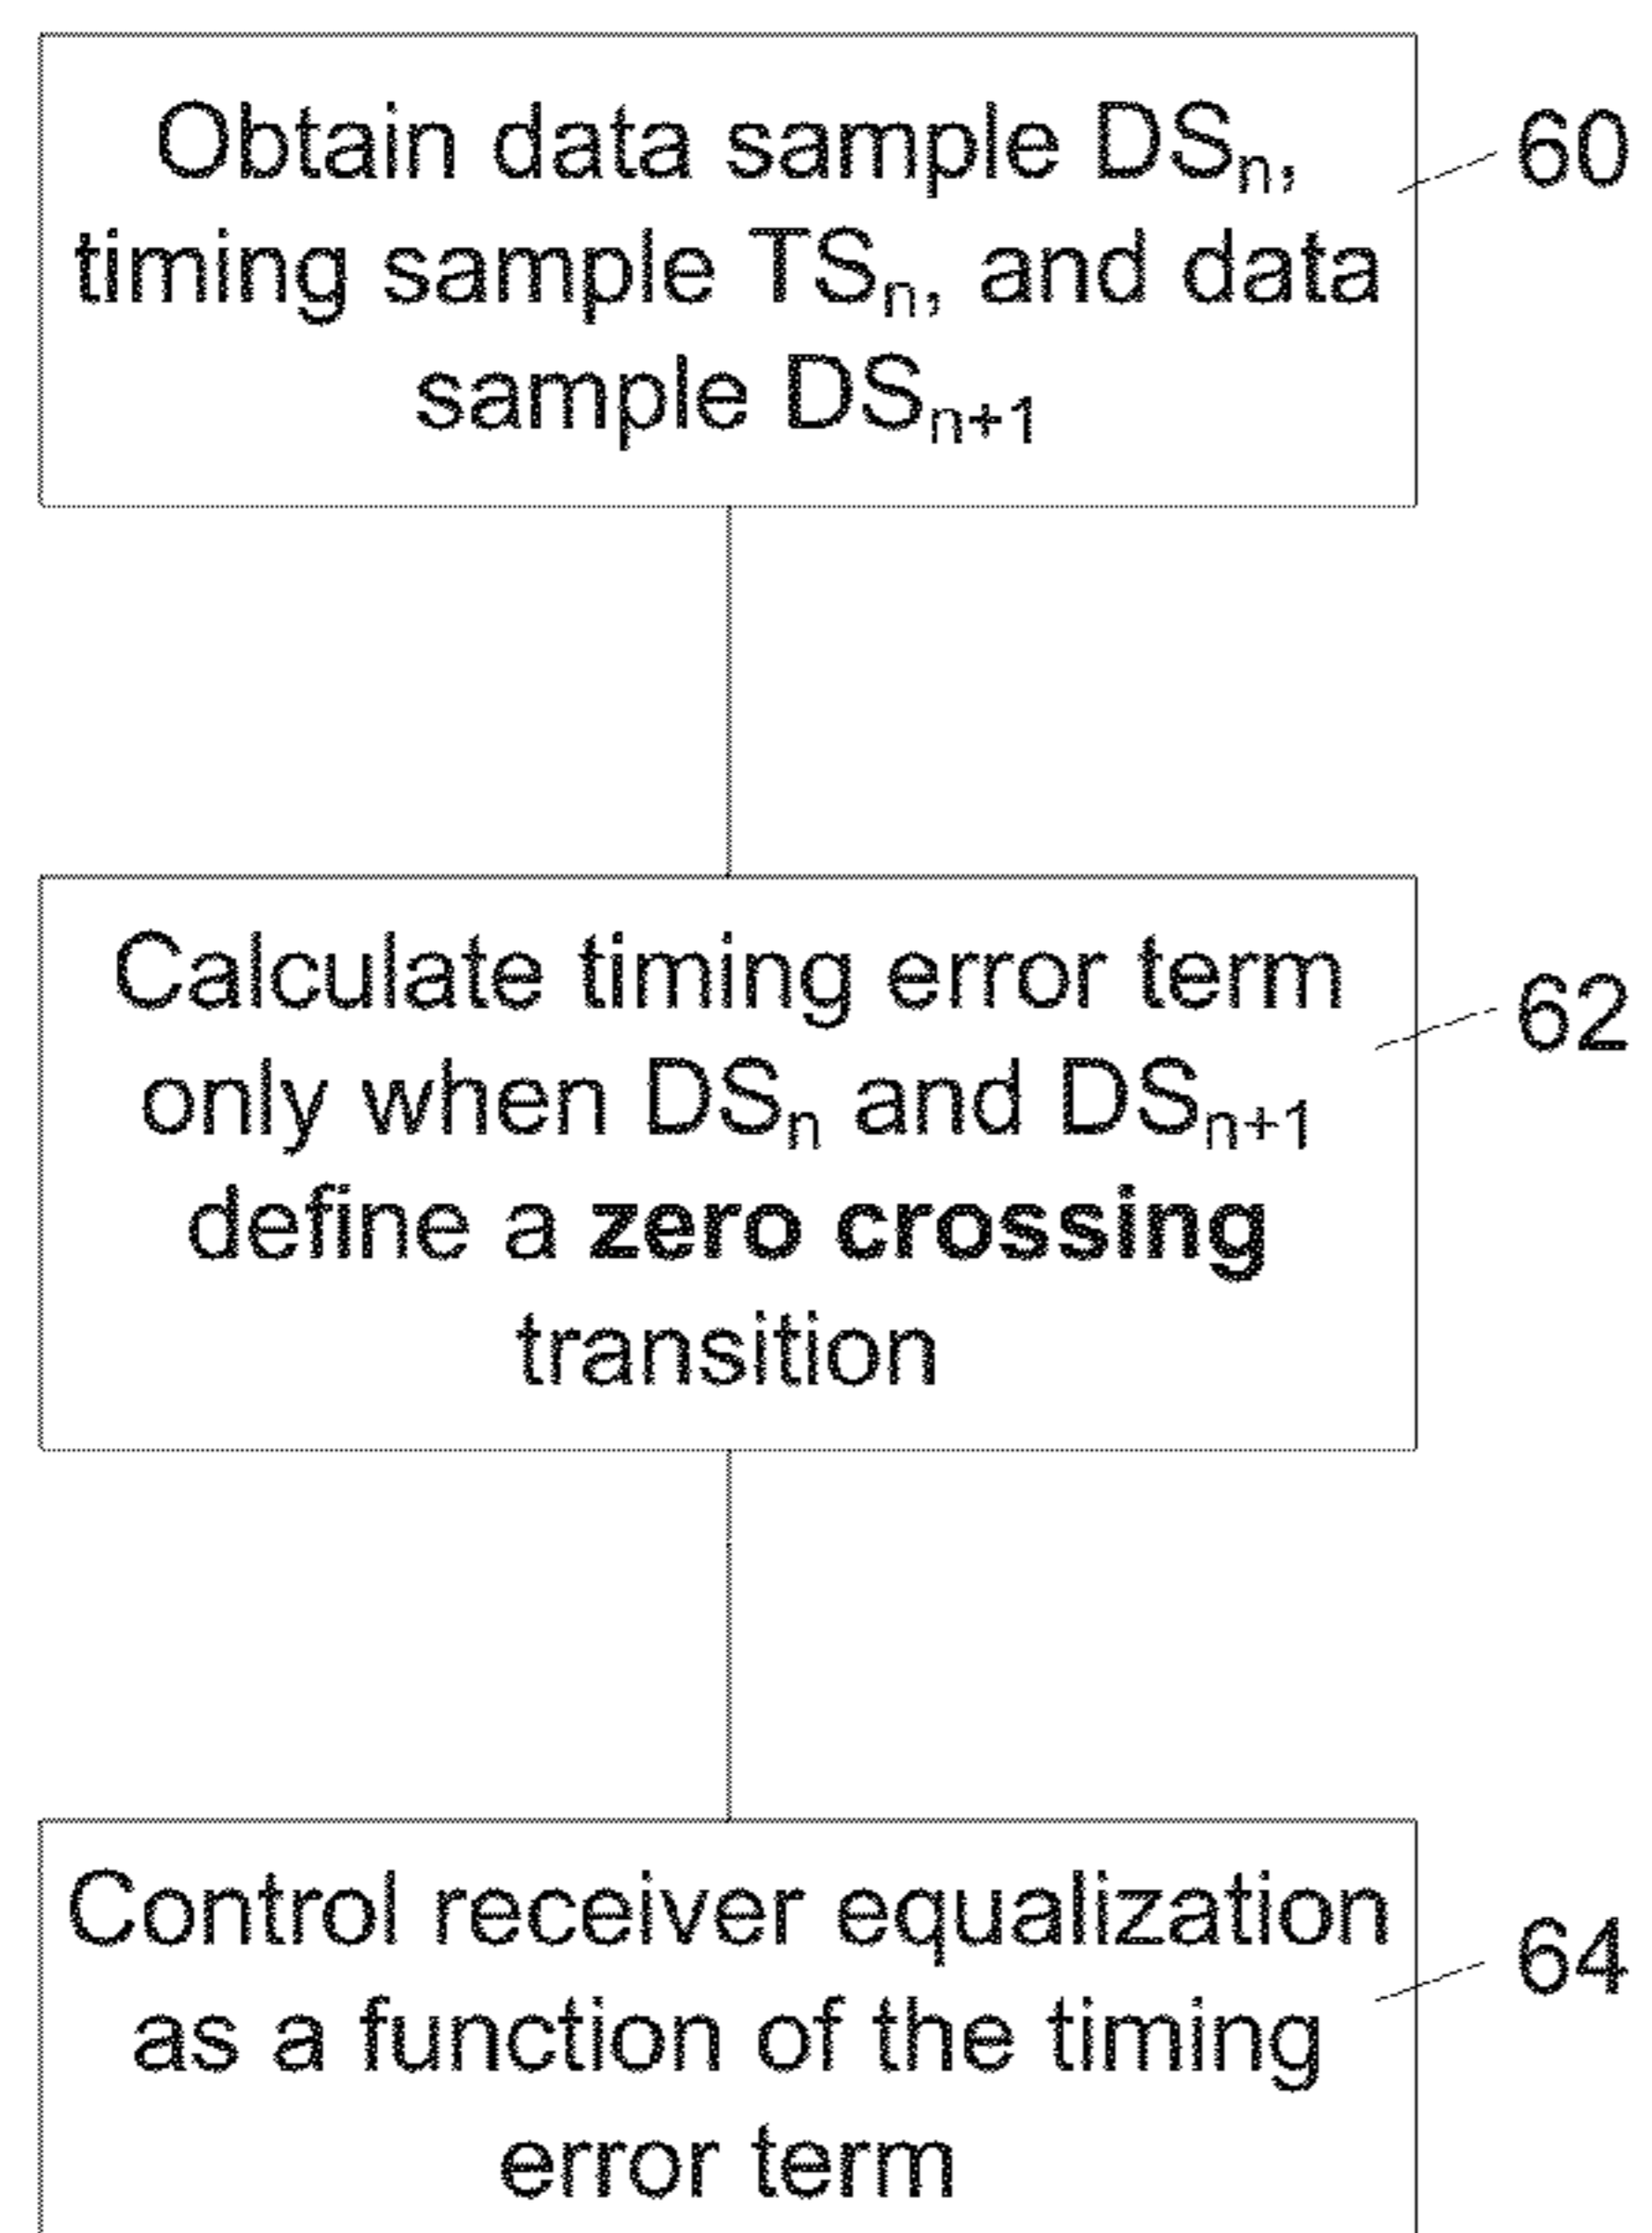 Obtain data sample DSₙ,
timing sample TSₙ, and data
sample DSₙ₊₁
60
Calculate timing error term
only when DSₙ and DSₙ₊₁
define a zero crossing
transition
62
Control receiver equalization
as a function of the timing
error term
64